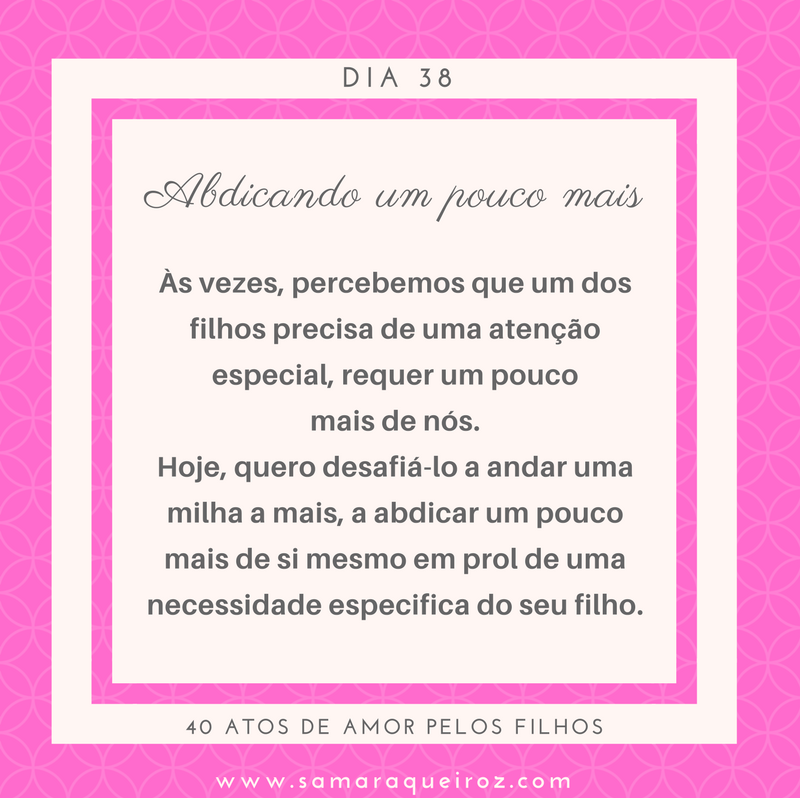 DIA 38
Abdicando um pouco mais
Às vezes, percebemos que um dos
filhos precisa de uma atenção
especial, requer um pouco
mais de nós.
Hoje, quero desafiá-lo a andar uma
milha a mais, a abdicar um pouco
mais de si mesmo em prol de uma
necessidade especifica do seu filho.
40 ATOS DE AMOR PELOS FILHOS
www.samaraqueiroz.com